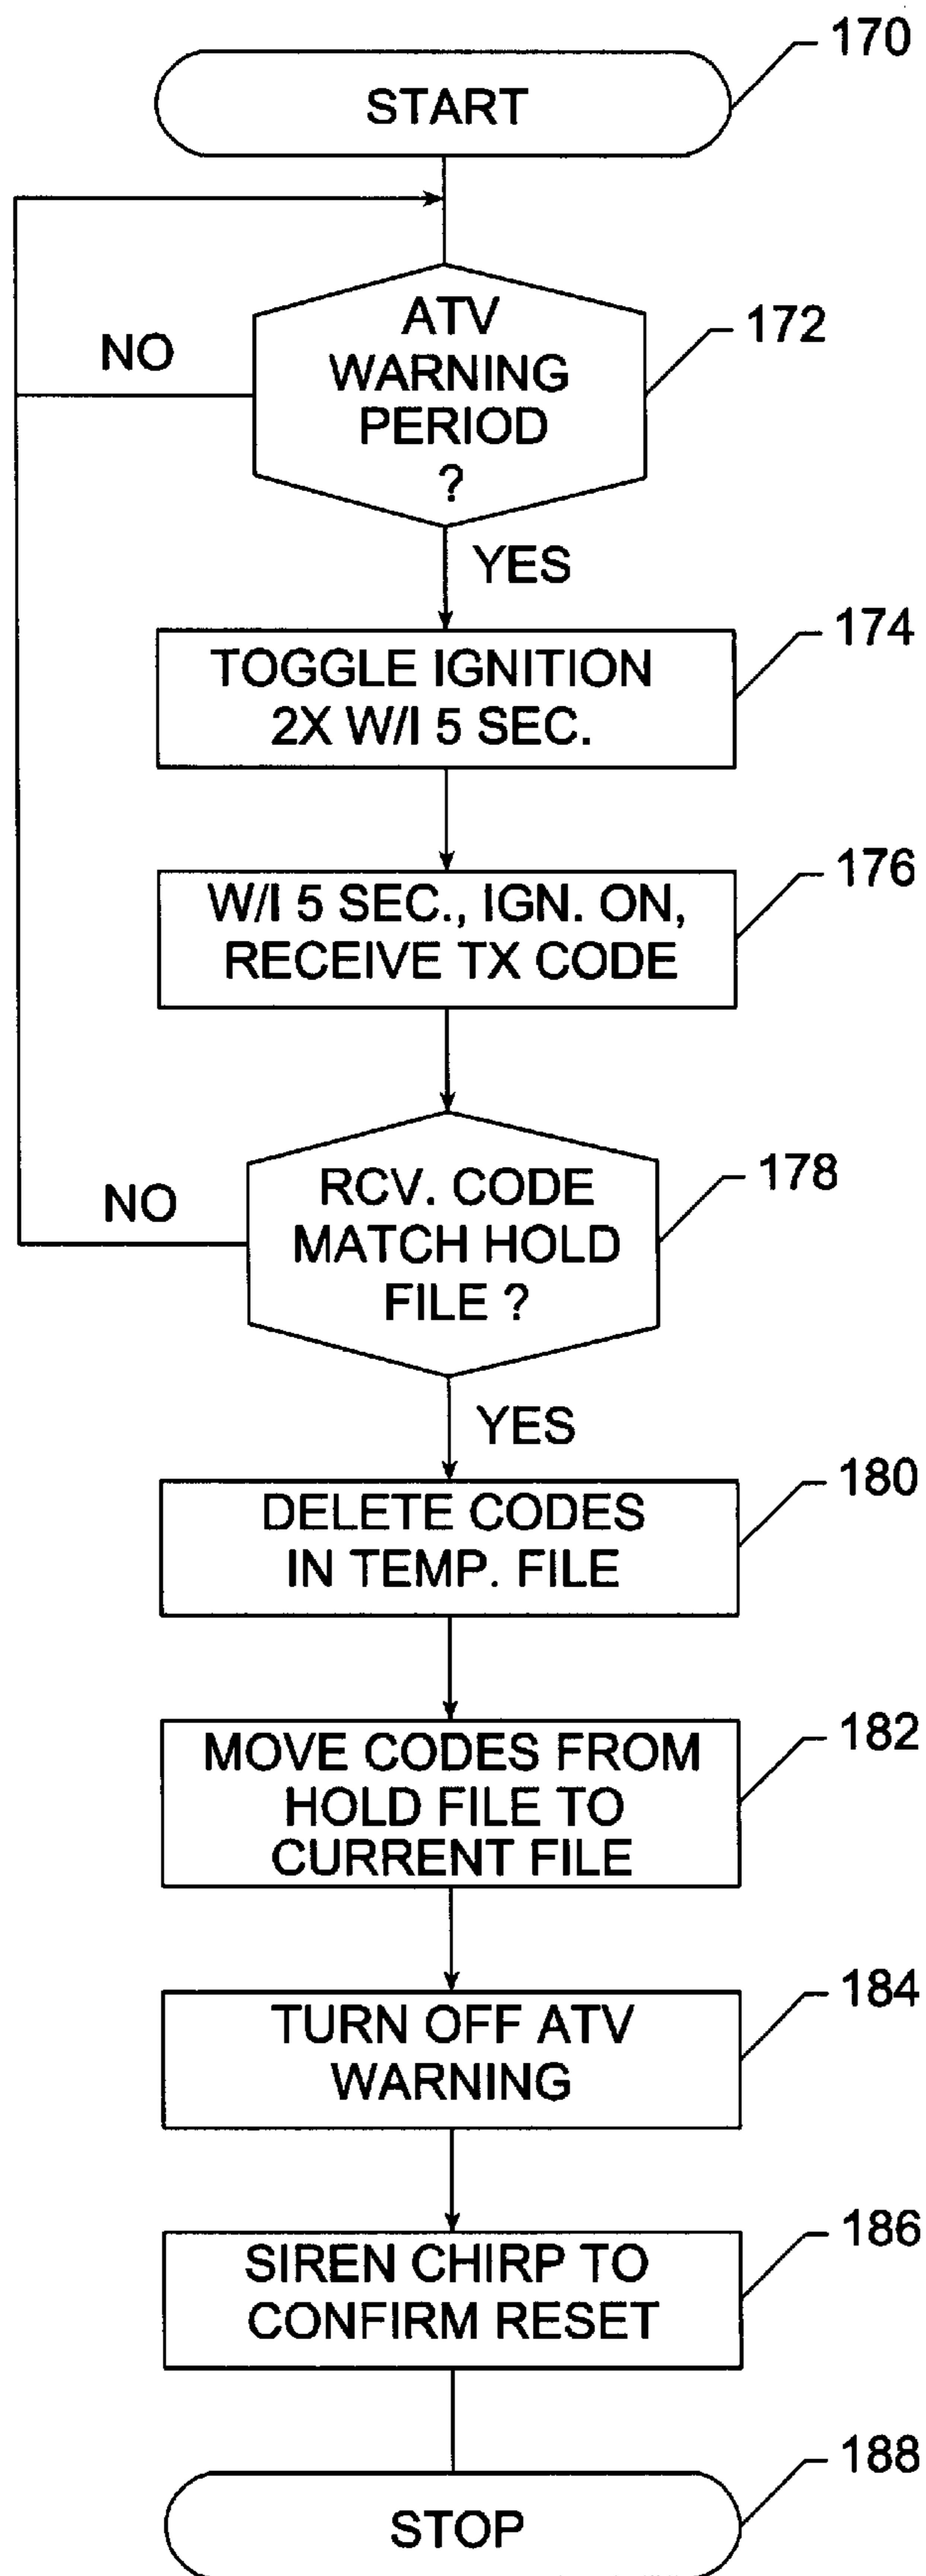 170
START
ATV
WARNING
PERIOD
?
172
NO
YES
174
TOGGLE IGNITION
2X W/I 5 SEC.
176
W/I 5 SEC., IGN. ON,
RECEIVE TX CODE
178
RCV. CODE
MATCH HOLD
FILE ?
NO
YES
180
DELETE CODES
IN TEMP. FILE
182
MOVE CODES FROM
HOLD FILE TO
CURRENT FILE
184
TURN OFF ATV
WARNING
186
SIREN CHIRP TO
CONFIRM RESET
188
STOP